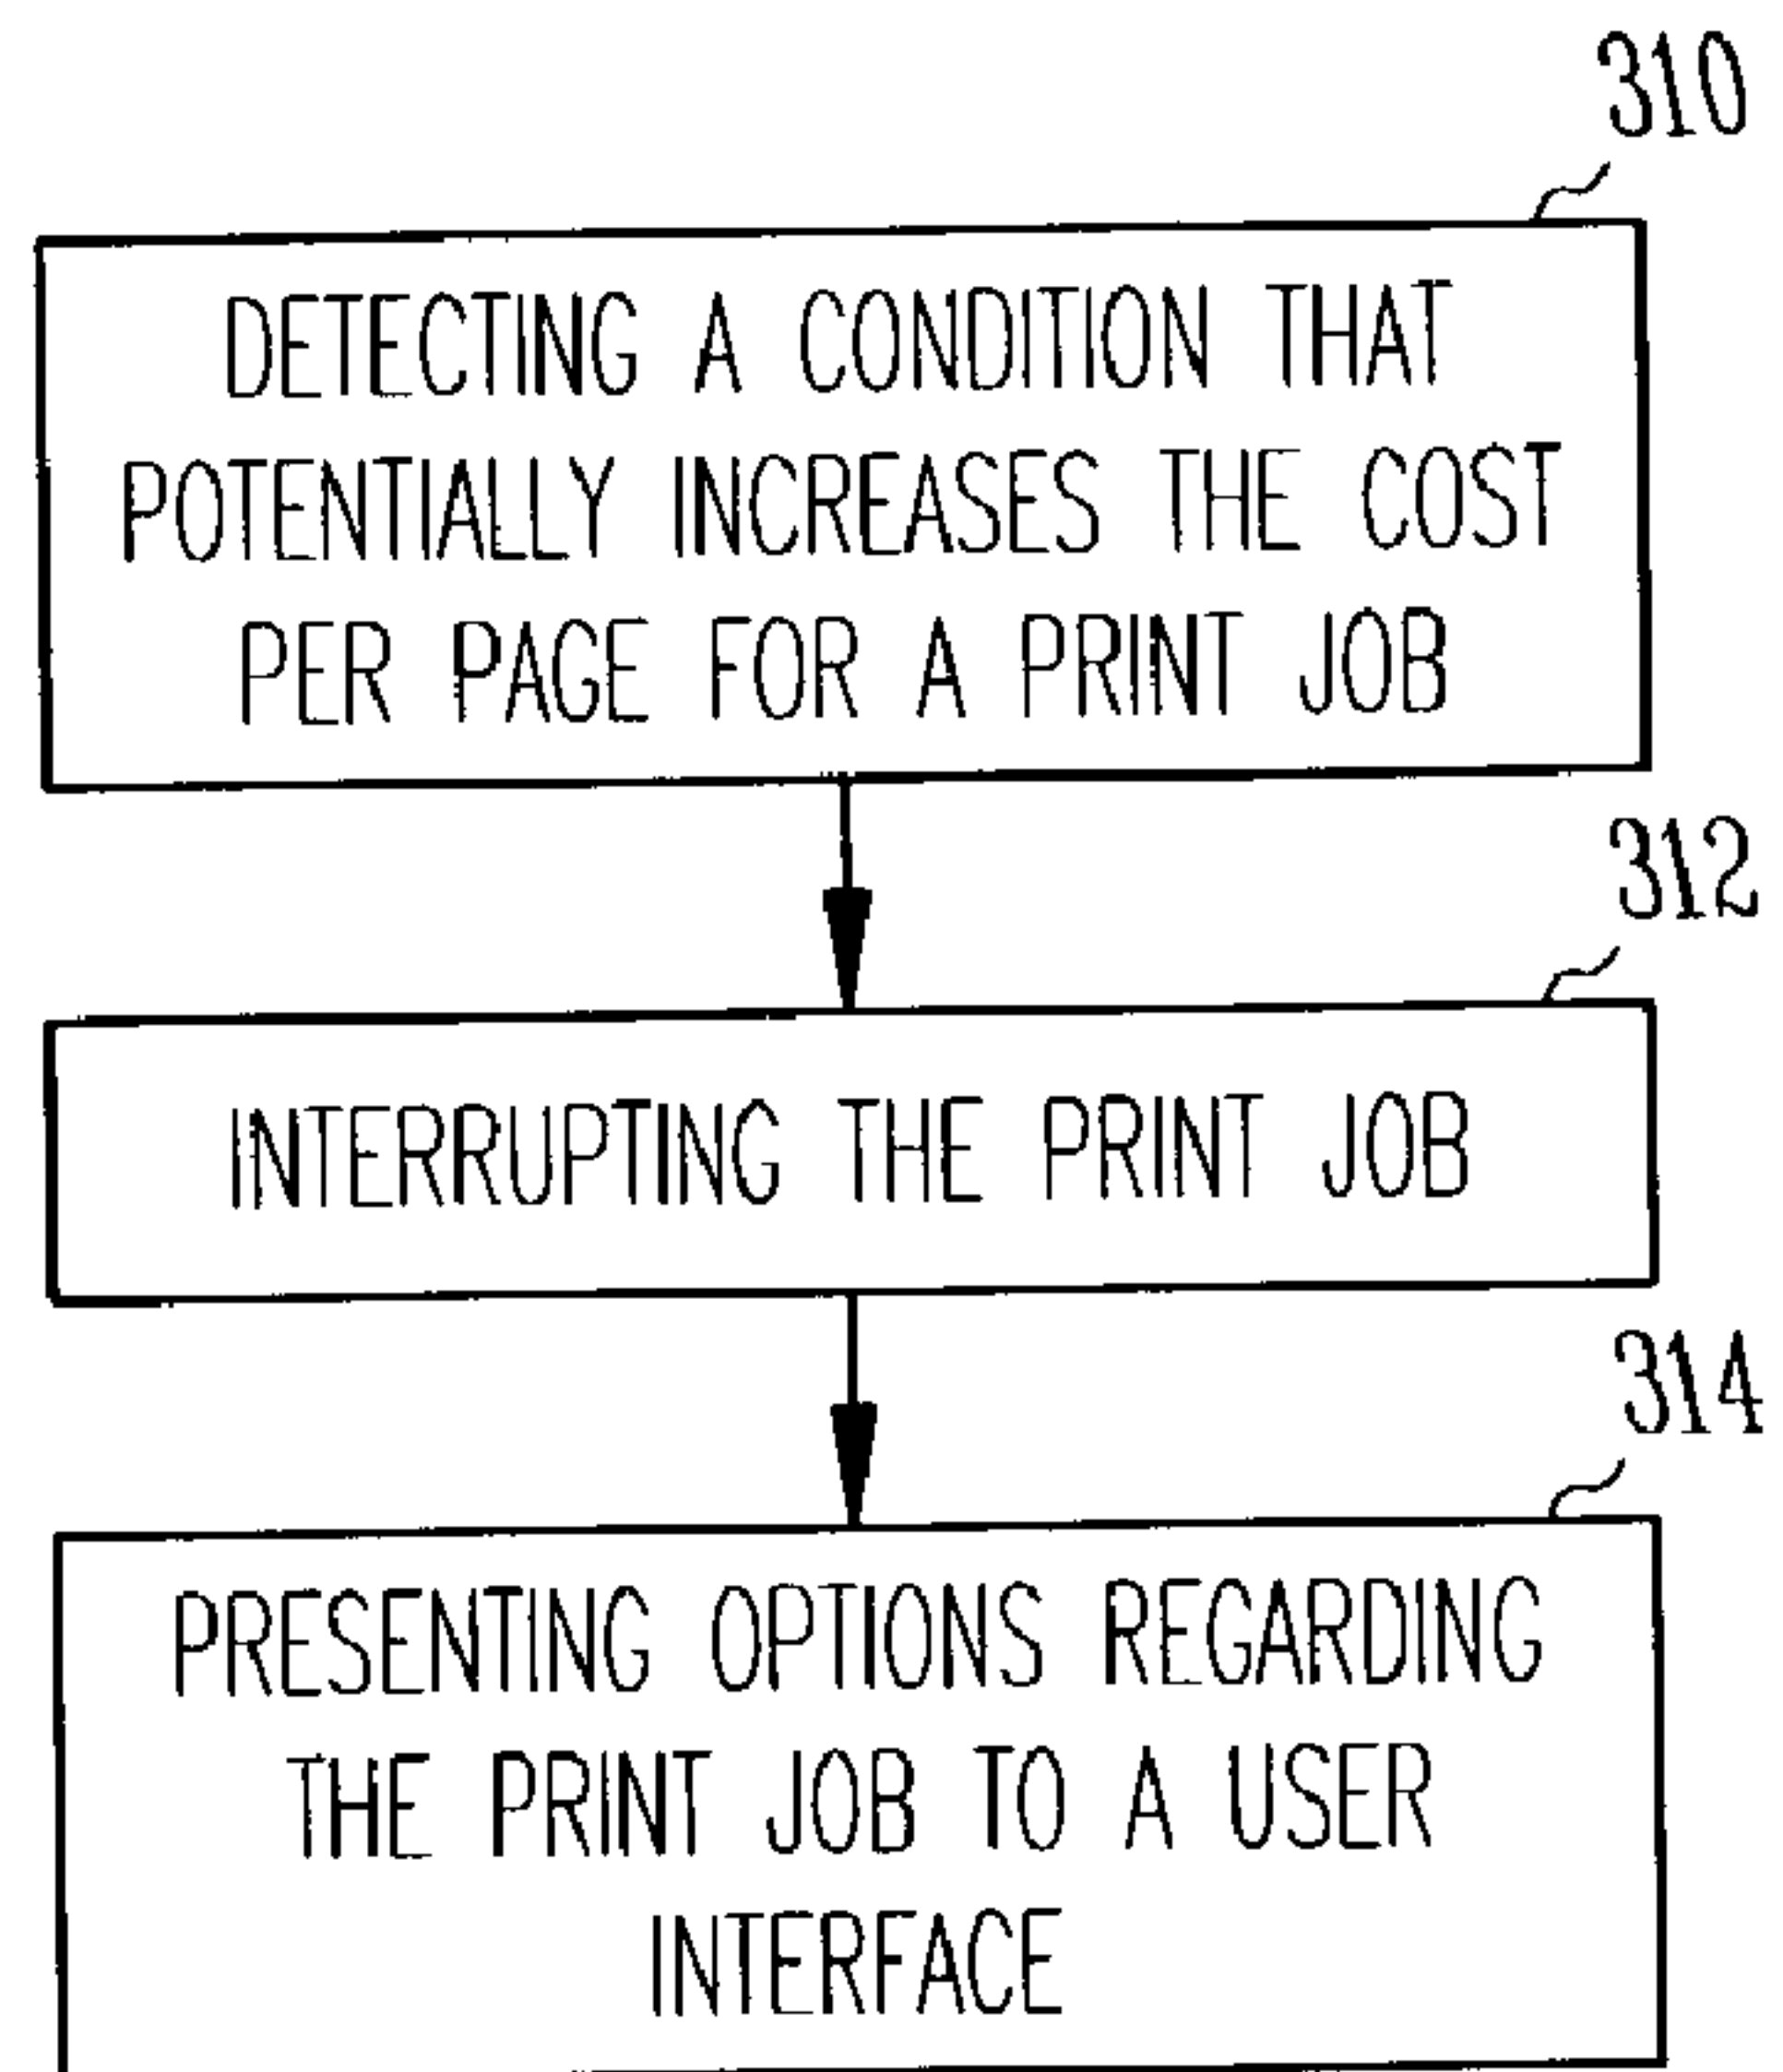 310
DETECTING A CONDITION THAT
POTENTIALLY INCREASES THE COST
PER PAGE FOR A PRINT JOB
312
INTERRUPTING THE PRINT JOB
314
PRESENTING OPTIONS REGARDING
THE PRINT JOB TO A USER
INTERFACE